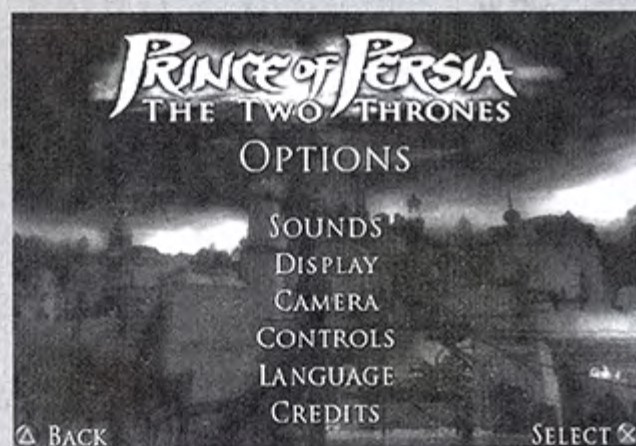 PRINCE OF PERSIA
THE TWO THRONES
OPTIONS
SOUNDS
DISPLAY
CAMERA
CONTROLS
LANGUAGE
CREDITS
BACK
SELECT